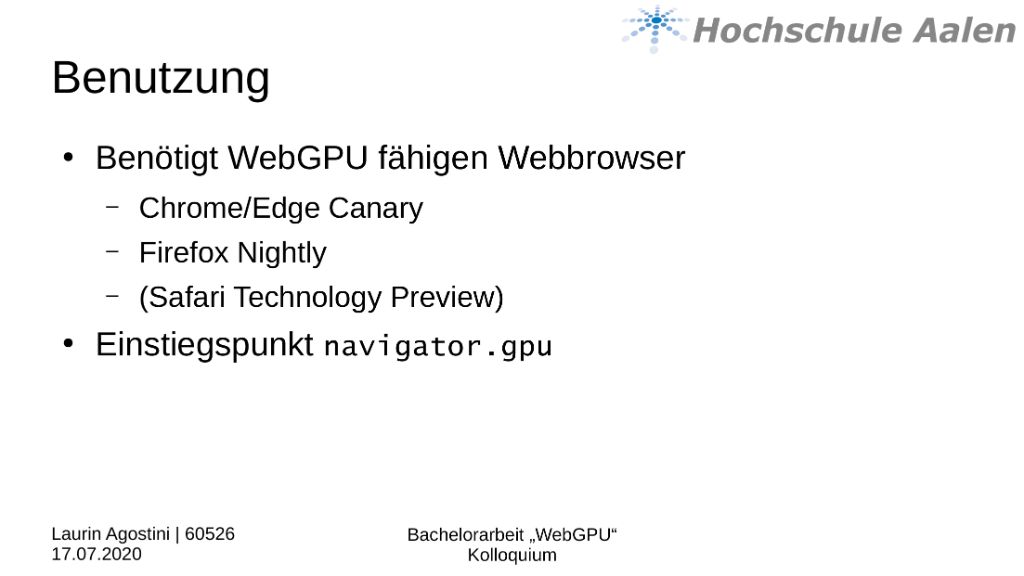 Hochschule Aalen
Benutzung
• Benötigt WebGPU fähigen Webbrowser
– Chrome/Edge Canary
– Firefox Nightly
– (Safari Technology Preview)
• Einstiegspunkt navigator.gpu
Laurin Agostini | 60526
17.07.2020
Bachelorarbeit „WebGPU“
Kolloquium